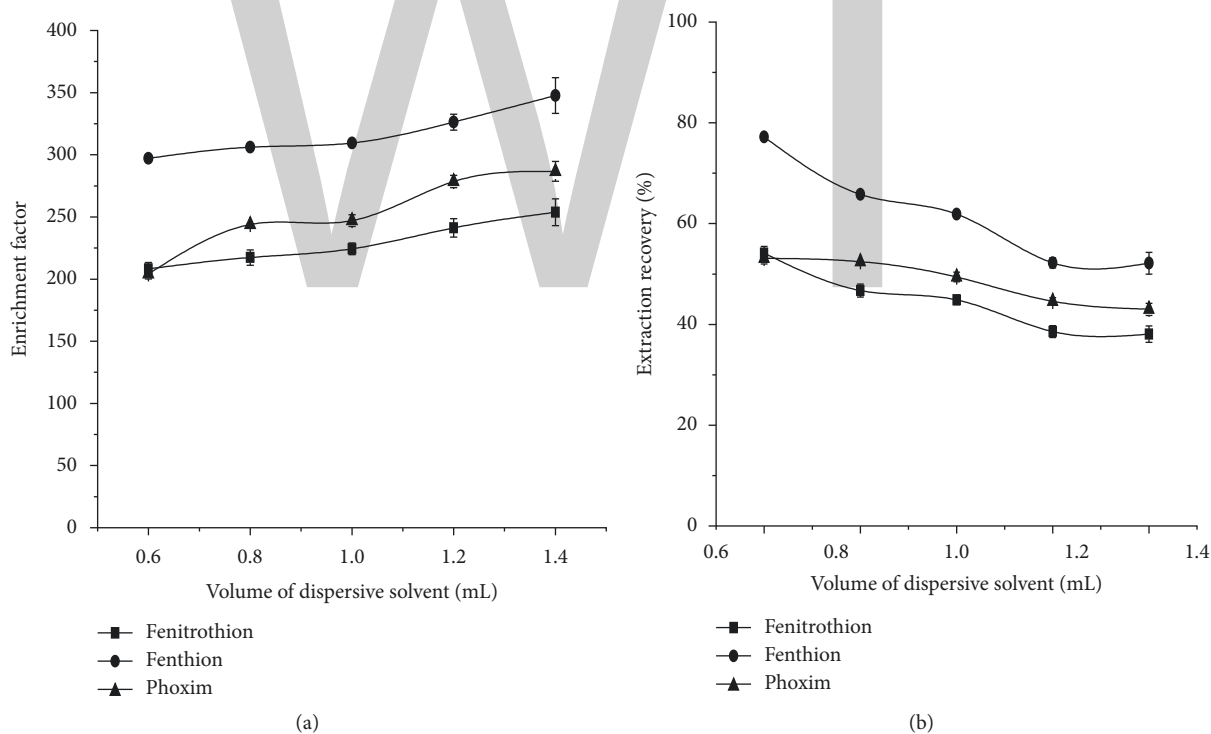 400
350
300
250
200
150
100
50
0
Enrichment factor
0.6 0.8 1.0 1.2 1.4
Volume of dispersive solvent (mL)
Fenitrothion
Fenthion
Phoxim
(a)
100
80
60
40
20
0
Extraction recovery (%)
0.6 0.8 1.0 1.2 1.4
Volume of dispersive solvent (mL)
Fenitrothion
Fenthion
Phoxim
(b)